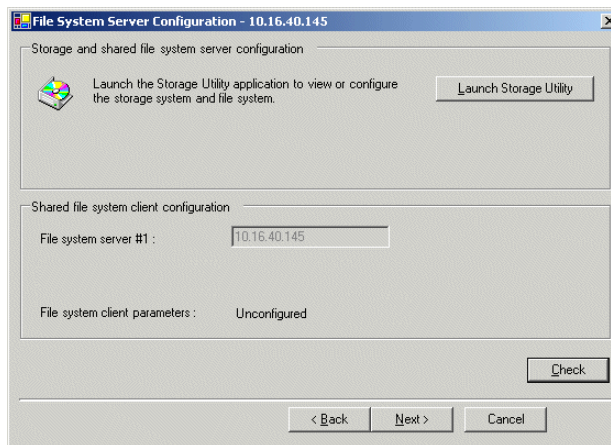 File System Server Configuration - 10.16.40.145
Storage and shared file system server configuration
Launch the Storage Utility application to view or configure
the storage system and file system.
Launch Storage Utility
Shared file system client configuration
File system server #1 :
10.16.40.145
File system client parameters :
Unconfigured
Check
< Back
Next >
Cancel